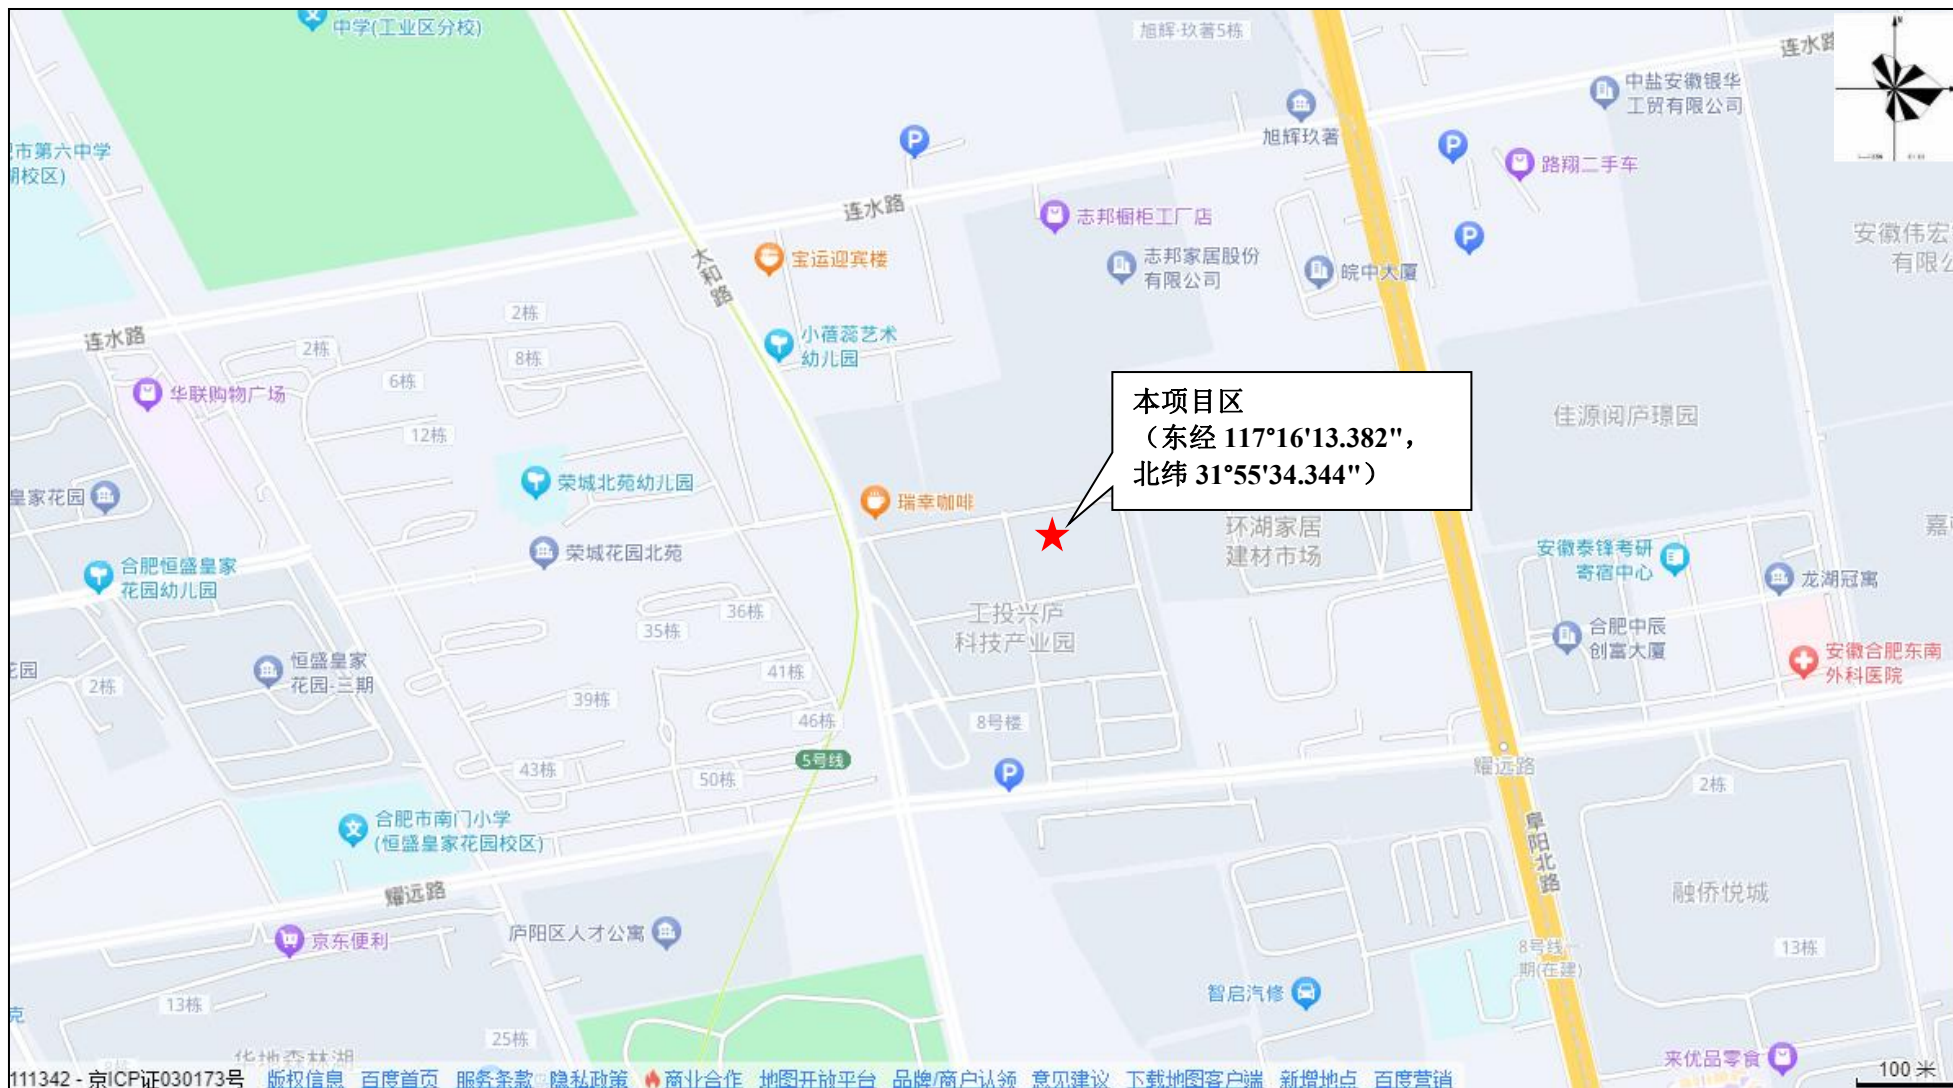 中学(工业区分校)
旭辉·玖著5栋
连水路
中盐安徽银华
工贸有限公司
市第六中学
湖校区)
旭辉玖著
路翔二手车
连水路
志邦橱柜工厂店
安徽伟宏
有限公
太和路
宝运迎宾楼
志邦家居股份
有限公司
皖中大厦
2栋
连水路
2栋
8栋
小蓓蕊艺术
幼儿园
华联购物广场
6栋
12栋
本项目区
（东经 117°16'13.382"，
北纬 31°55'34.344"）
佳源阅庐璟园
皇家花园
荣城北苑幼儿园
瑞幸咖啡
环湖家居
建材市场
嘉
荣城花园北苑
安徽泰锋考研
寄宿中心
龙湖冠寓
合肥恒盛皇家
花园幼儿园
36栋
35栋
工投兴庐
科技产业园
合肥中辰
创富大厦
安徽合肥东南
外科医院
花园
2栋
恒盛皇家
花园-三期
41栋
39栋
46栋
8号楼
5号线
43栋
50栋
耀远路
2栋
合肥市南门小学
(恒盛皇家花园校区)
阜阳北路
耀远路
融侨悦城
京东便利
庐阳区人才公寓
8号线一
期(在建)
13栋
13栋
智启汽修
克
25栋
华地森林湖
来优品零食
111342 - 京ICP证030173号 版权信息 百度首页 服务条款 隐私政策 商业合作 地图开放平台 品牌/商户认领 意见建议 下载地图客户端 新增地点 百度营销
100 米
P
P
P
P
N